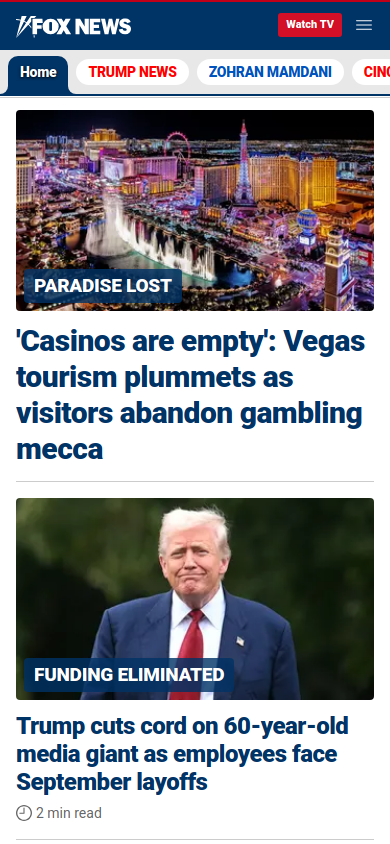 FOX NEWS
Watch TV
Home
TRUMP NEWS
ZOHRAN MAMDANI
PARADISE LOST
'Casinos are empty': Vegas
tourism plummets as
visitors abandon gambling
mecca
FUNDING ELIMINATED
Trump cuts cord on 60-year-old
media giant as employees face
September layoffs
2 min read